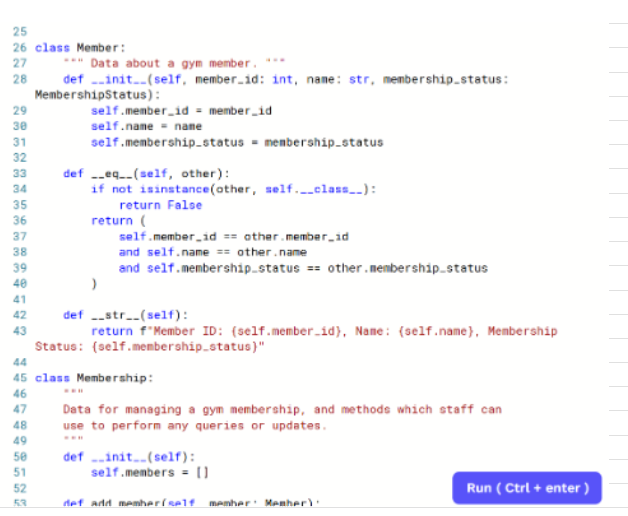 25
26 class Member:
27     """ Data about a gym member. """
28     def __init__(self, member_id: int, name: str, membership_status:
MembershipStatus):
29         self.member_id = member_id
30         self.name = name
31         self.membership_status = membership_status
32
33     def __eq__(self, other):
34         if not isinstance(other, self.__class__):
35             return False
36         return (
37             self.member_id == other.member_id
38             and self.name == other.name
39             and self.membership_status == other.membership_status
40         )
41
42     def __str__(self):
43         return f"Member ID: {self.member_id}, Name: {self.name}, Membership
Status: {self.membership_status}"
44
45 class Membership:
46     """
47     Data for managing a gym membership, and methods which staff can
48     use to perform any queries or updates.
49     """
50     def __init__(self):
51         self.members = []
52
53     def add_member(self, member: Member):
Run ( Ctrl + enter )